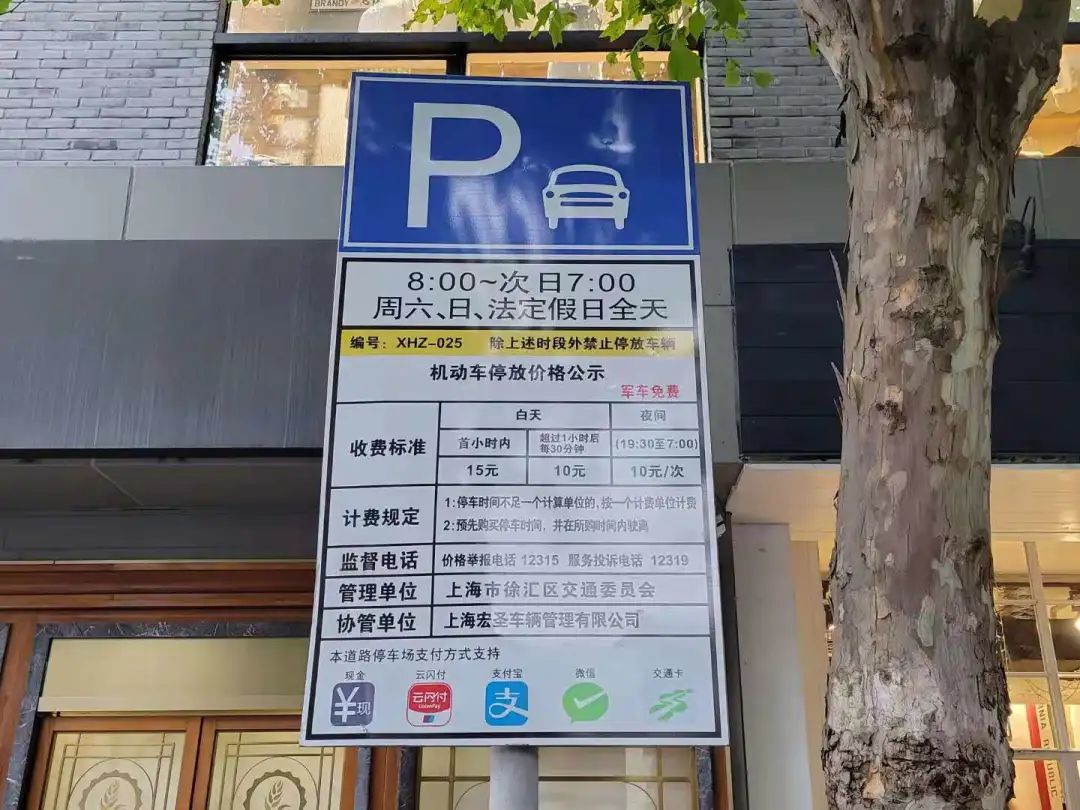 BRANDY
P
8:00~次日7:00
周六、日、法定假日全天
编号：XHZ-025 除上述时段外禁止停放车辆
机动车停放价格公示
军车免费
收费标准
白天 夜间
首小时内 超过1小时后每30分钟 (19:30至7:00)
15元 10元 10元/次
计费规定
1:停车时间不足一个计算单位的，按一个计费单位计费
2:预先购买停车时间，并在所购时间内驶离
监督电话 价格举报电话 12315 服务投诉电话 12319
管理单位 上海市徐汇区交通委员会
协管单位 上海宏圣车辆管理有限公司
本道路停车场支付方式支持
现金 云闪付 支付宝 微信 交通卡
¥现 云闪付 UnionPay 支
REPUBLIC